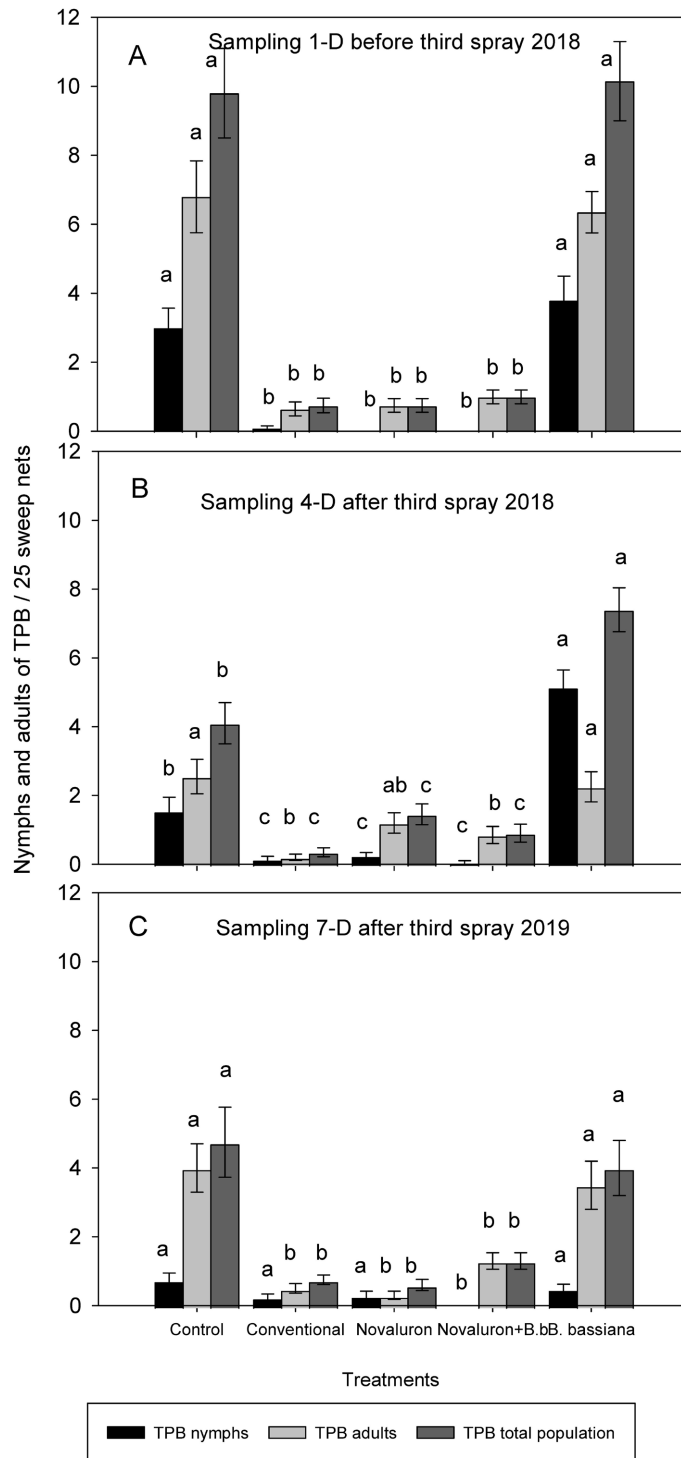 Nymphs and adults of TPB / 25 sweep nets
A Sampling 1-D before third spray 2018
12
10
8
6
4
2
0
a a a
b b b
b b b
b b b
a a a
B Sampling 4-D after third spray 2018
12
10
8
6
4
2
0
b a b
c b c
c ab c
c b c
a a a
C Sampling 7-D after third spray 2019
12
10
8
6
4
2
0
a a a
a b b
a b b
b b b
a a a
Control Conventional Novaluron Novaluron+B.bB. bassiana
Treatments
TPB nymphs TPB adults TPB total population